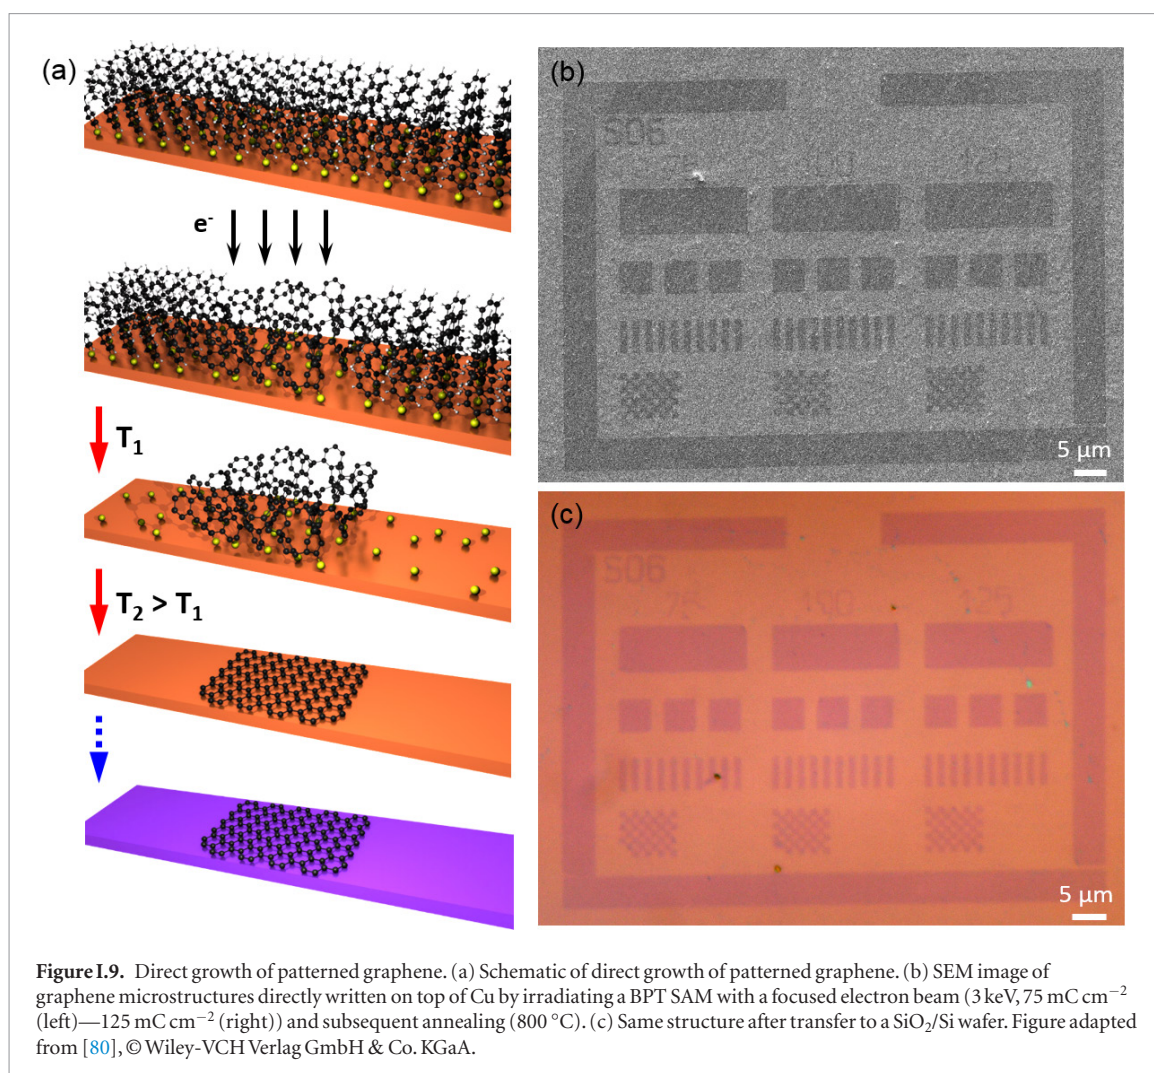 (a)
e-
T1
T2 > T1
(b)
S06
75
100
125
5 μm
(c)
S06
75
100
125
5 μm
Figure I.9. Direct growth of patterned graphene. (a) Schematic of direct growth of patterned graphene. (b) SEM image of
graphene microstructures directly written on top of Cu by irradiating a BPT SAM with a focused electron beam (3 keV, 75 mC cm−2
(left)—125 mC cm−2 (right)) and subsequent annealing (800 °C). (c) Same structure after transfer to a SiO2/Si wafer. Figure adapted
from [80], © Wiley-VCH Verlag GmbH & Co. KGaA.